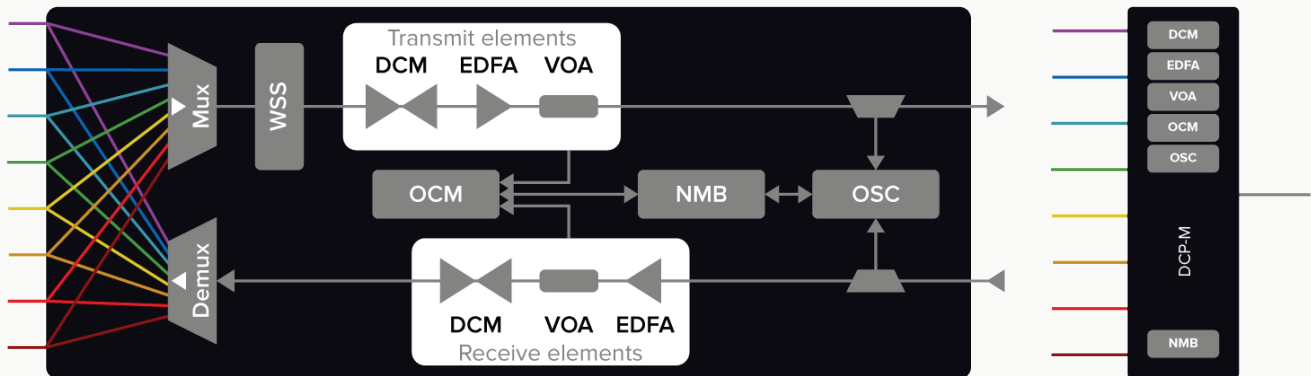 Transmit elements
DCM EDFA VOA
Mux
WSS
OCM
NMB
OSC
Demux
DCM VOA EDFA
Receive elements
DCM
EDFA
VOA
OCM
OSC
DCP-M
NMB